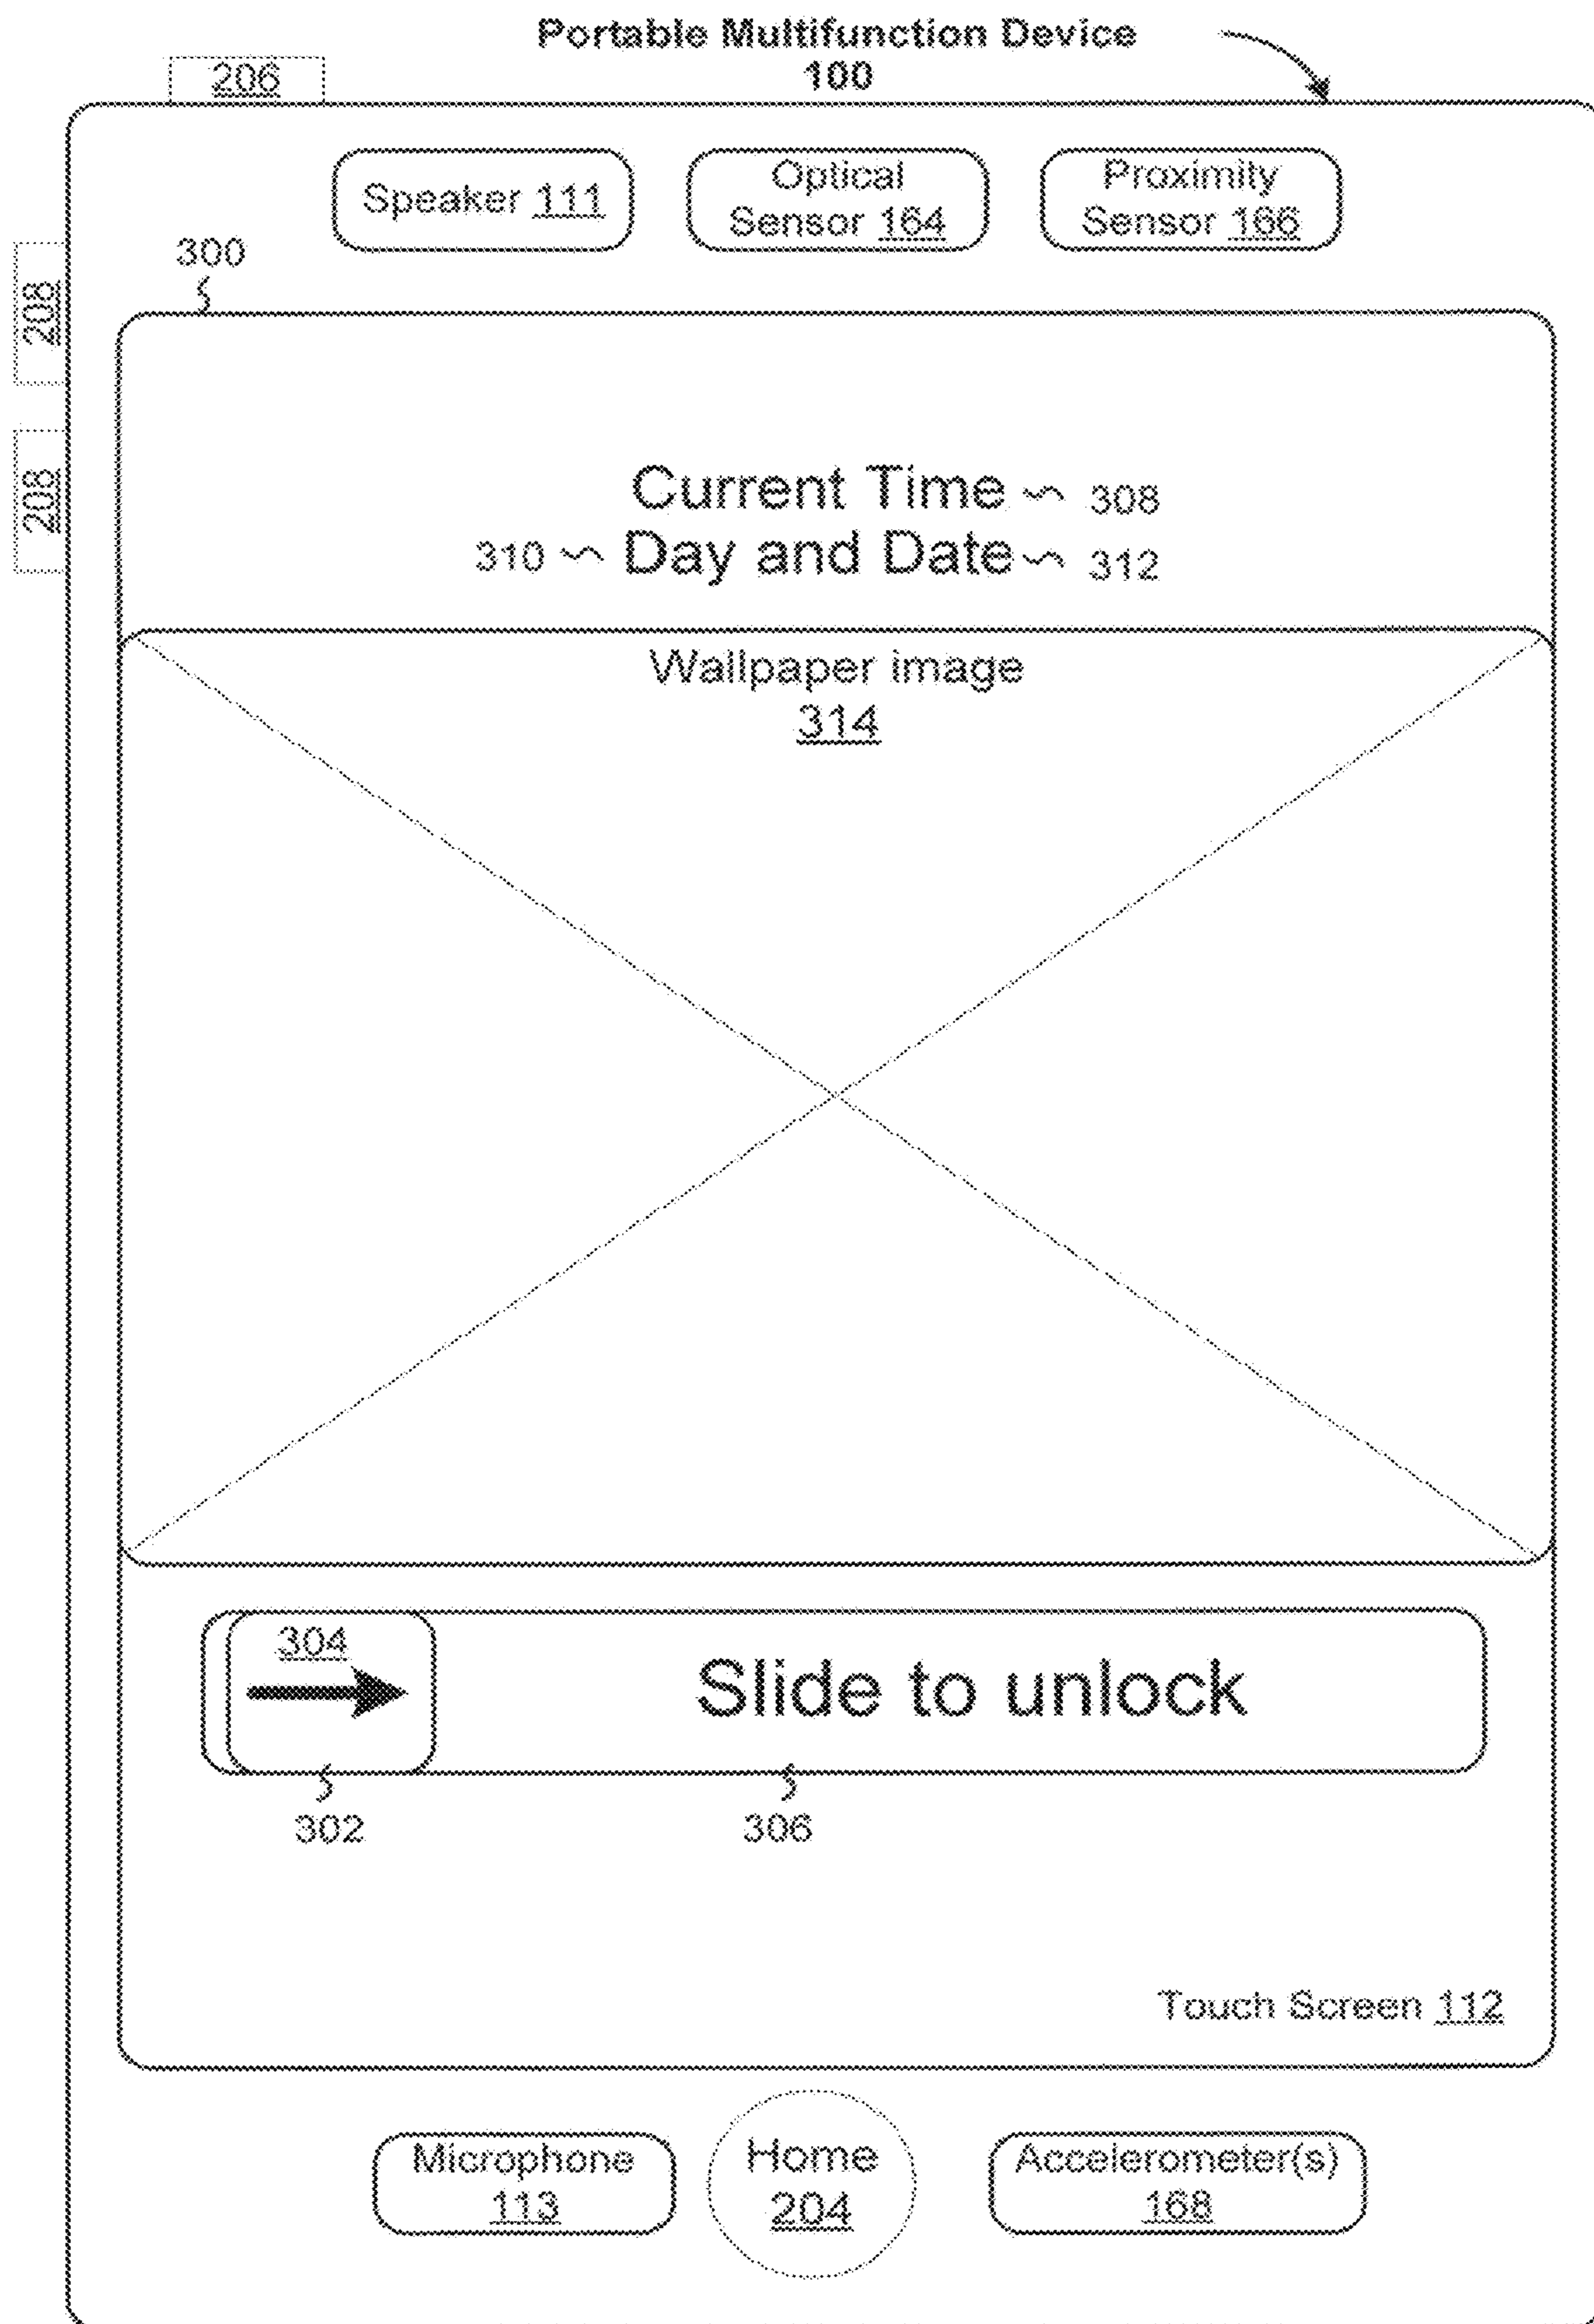 Portable Multifunction Device
100
206
Speaker 111
Optical
Sensor 164
Proximity
Sensor 166
300
208
208
Current Time 308
310 Day and Date 312
Wallpaper image
314
304
Slide to unlock
302
306
Touch Screen 112
Microphone
113
Home
204
Accelerometer(s)
168